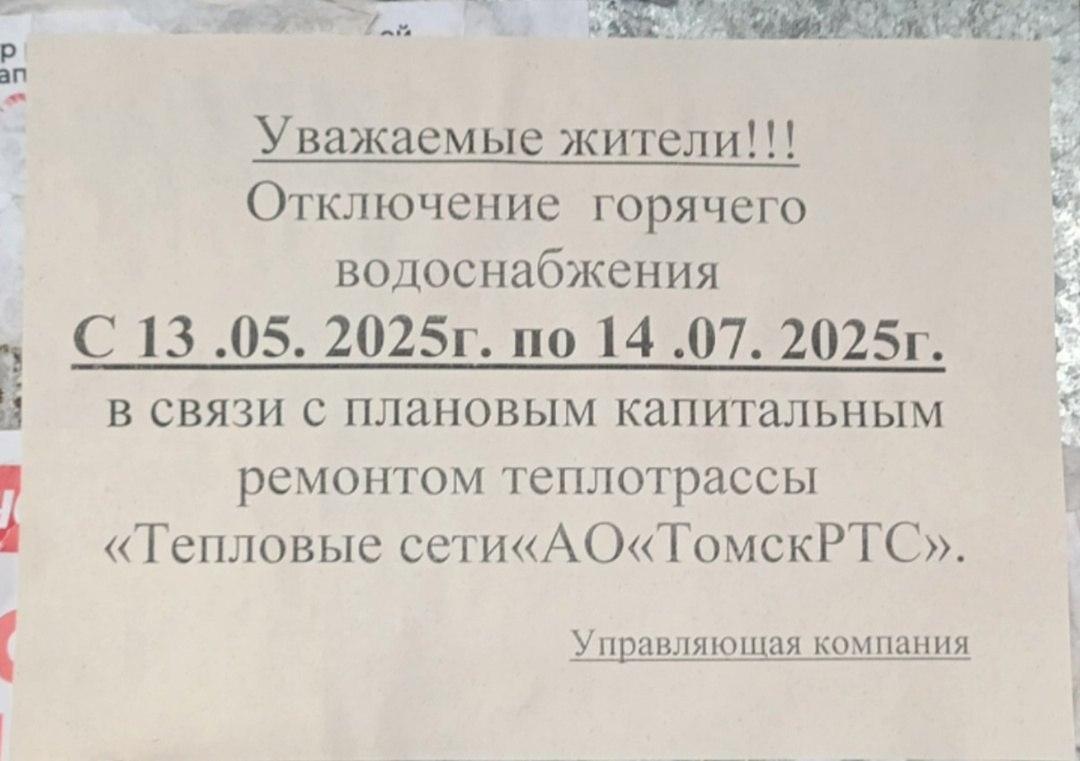 Уважаемые жители!!!
Отключение горячего
водоснабжения
С 13 .05. 2025г. по 14 .07. 2025г.
в связи с плановым капитальным
ремонтом теплотрассы
«Тепловые сети«АО«ТомскРТС».
Управляющая компания